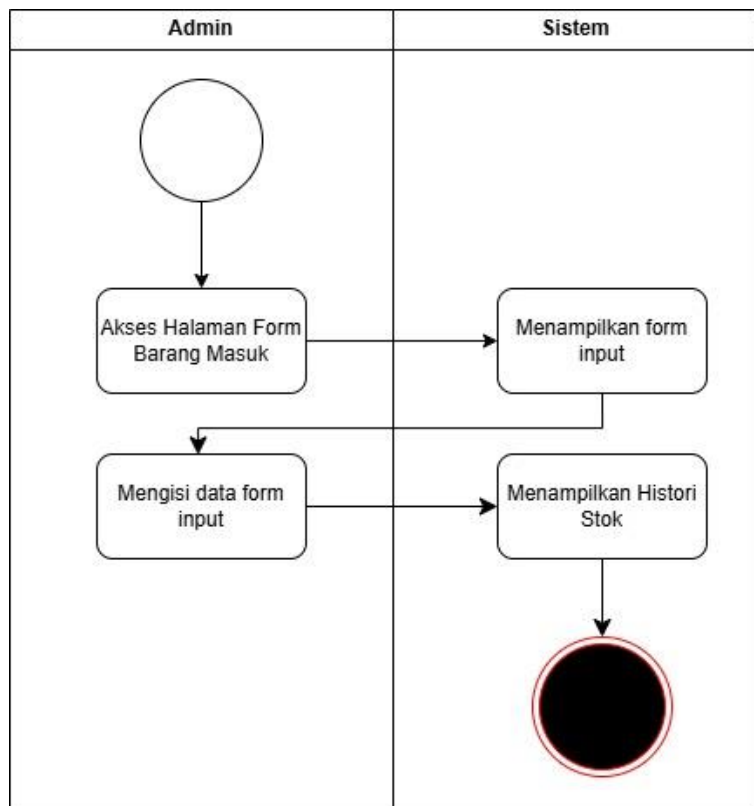 Admin
Sistem
Akses Halaman Form
Barang Masuk
Menampilkan form
input
Mengisi data form
input
Menampilkan Histori
Stok